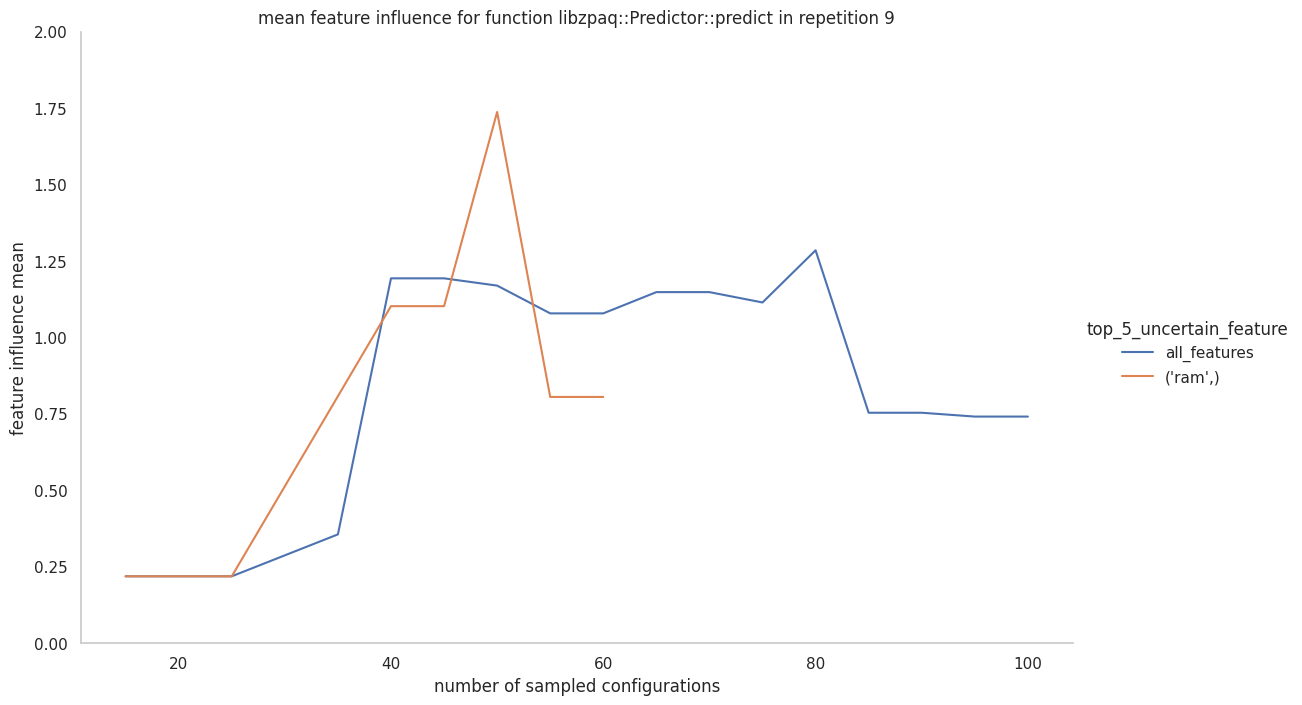 mean feature influence for function libzpaq::Predictor::predict in repetition 9
2.00
1.75
1.50
1.25
1.00
0.75
0.50
0.25
0.00
feature influence mean
20
40
60
80
100
number of sampled configurations
top_5_uncertain_feature
all_features
('ram',)